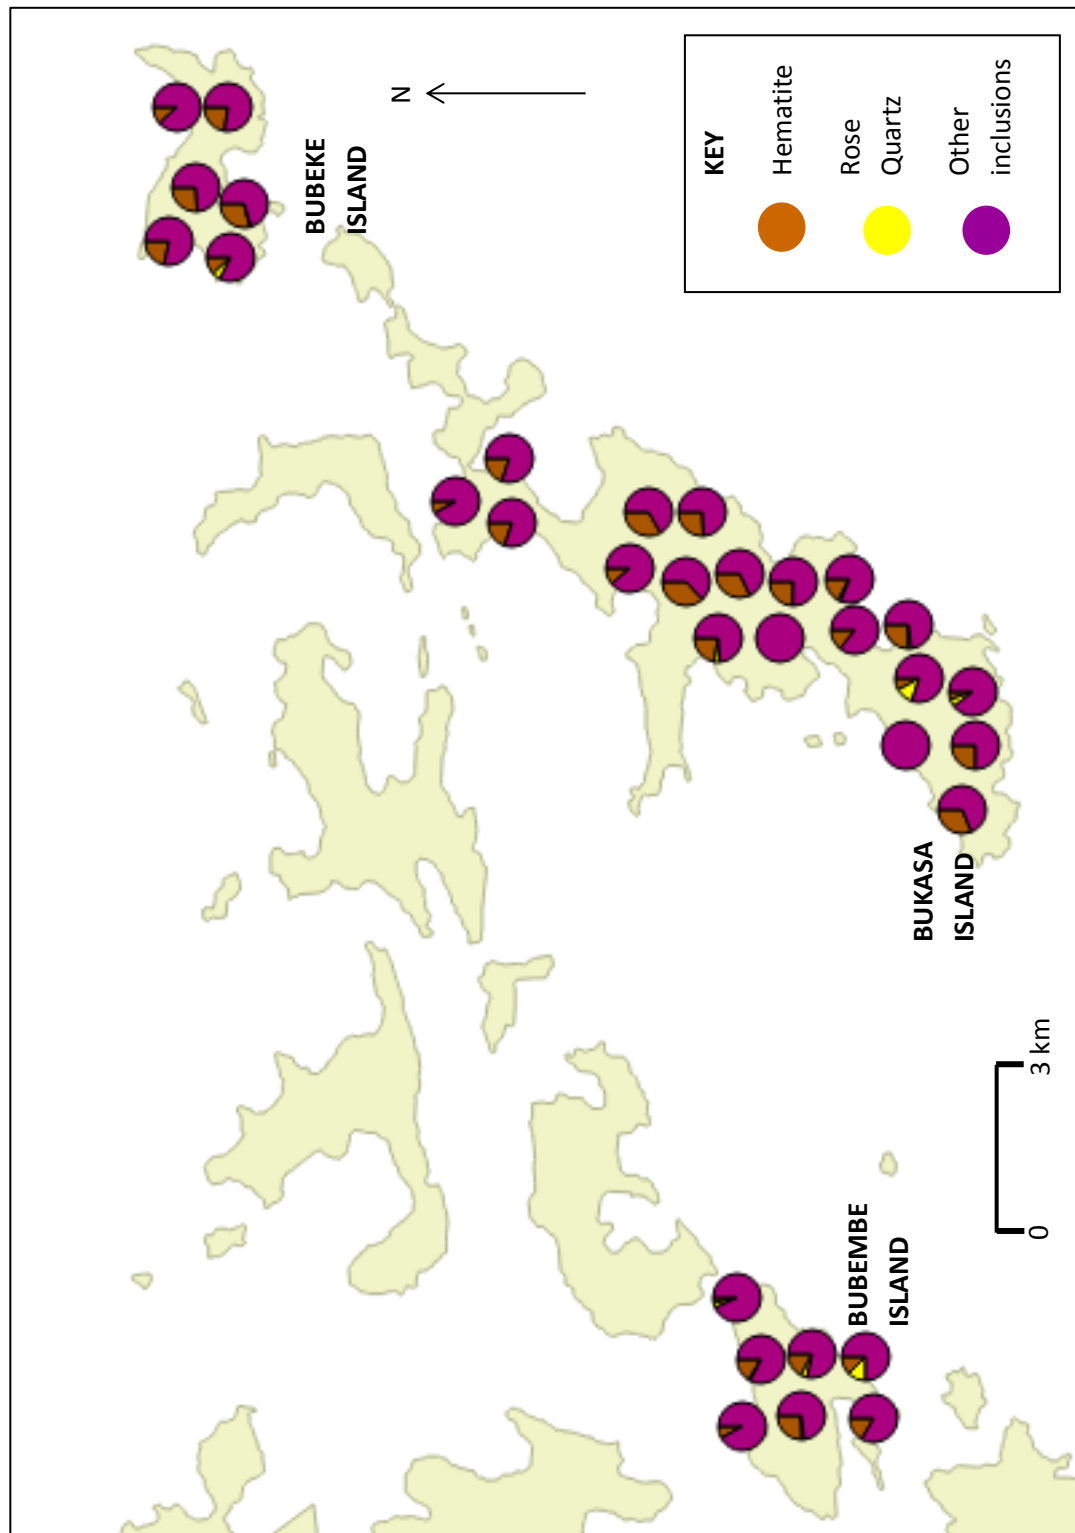 N
BUBEKE
ISLAND
KEY
Hematite
Rose
Quartz
Other
inclusions
BUKASA
ISLAND
BUBEMBE
ISLAND
0
3 km